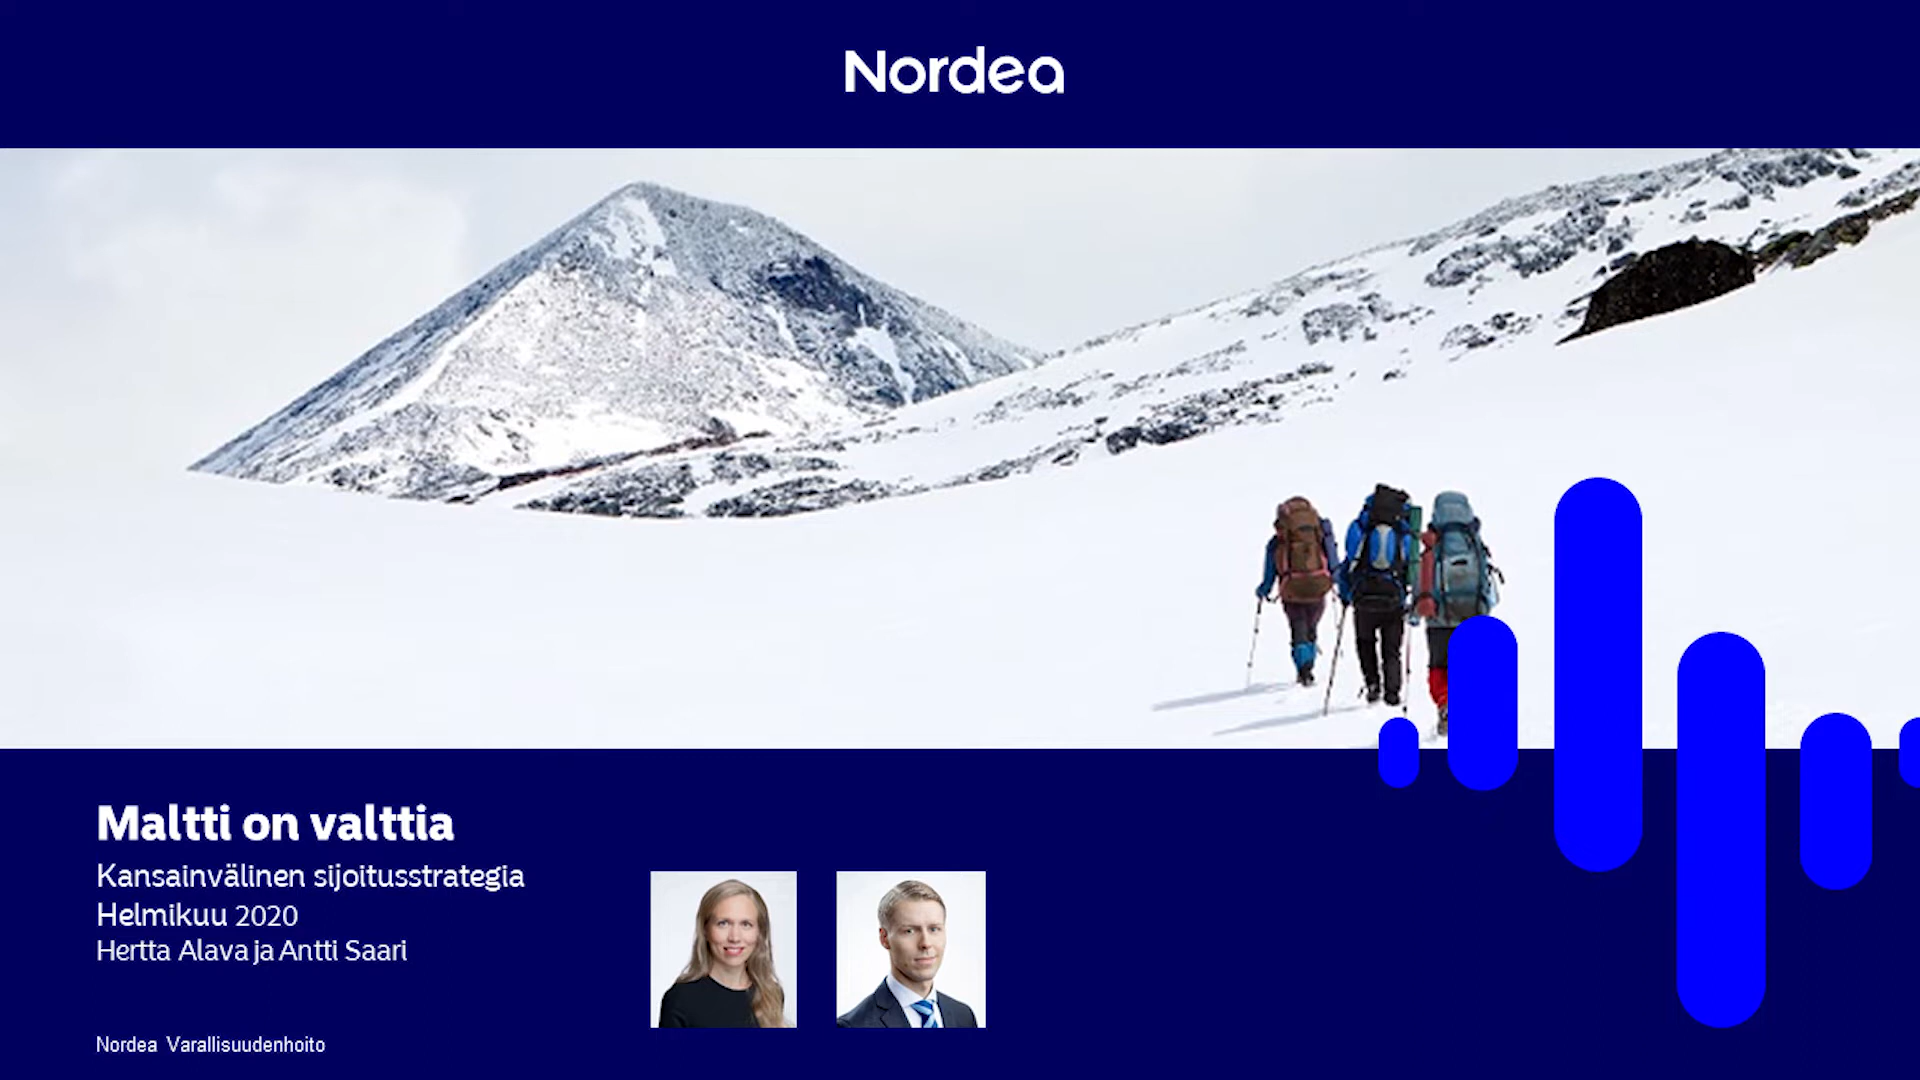 Nordea
Maltti on valttia
Kansainvälinen sijoitusstrategia
Helmikuu 2020
Hertta Alava ja Antti Saari
Nordea Varallisuudenhoito